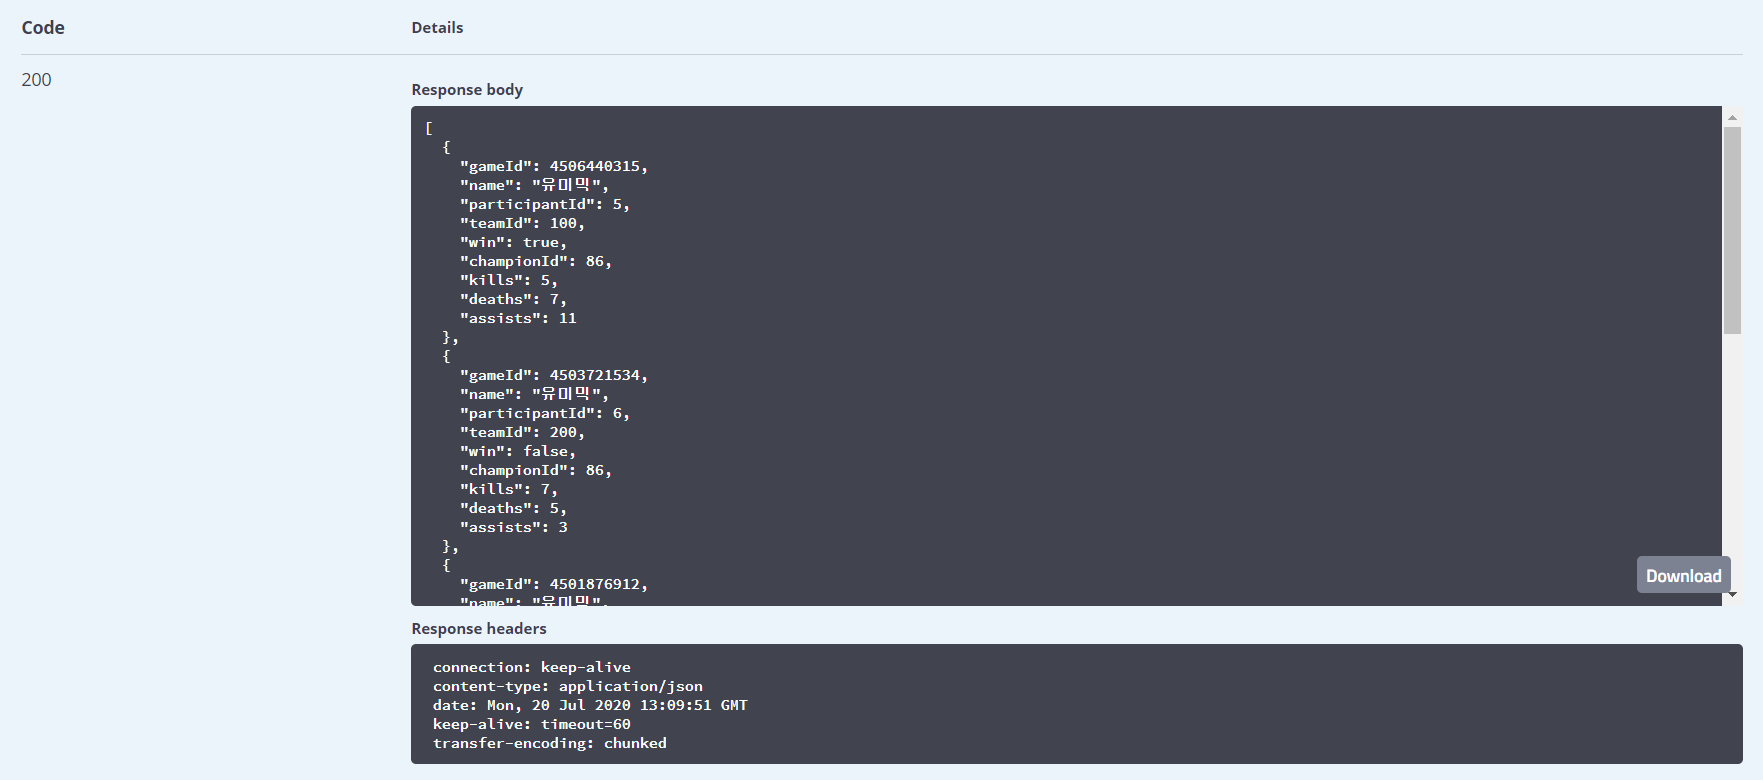 Code Details
200
Response body
[
{
"gameId": 4506440315,
"name": "유미믹",
"participantId": 5,
"teamId": 100,
"win": true,
"championId": 86,
"kills": 5,
"deaths": 7,
"assists": 11
},
{
"gameId": 4503721534,
"name": "유미믹",
"participantId": 6,
"teamId": 200,
"win": false,
"championId": 86,
"kills": 7,
"deaths": 5,
"assists": 3
},
{
"gameId": 4501876912,
"name": "유미믹",
Download
Response headers
connection: keep-alive
content-type: application/json
date: Mon, 20 Jul 2020 13:09:51 GMT
keep-alive: timeout=60
transfer-encoding: chunked